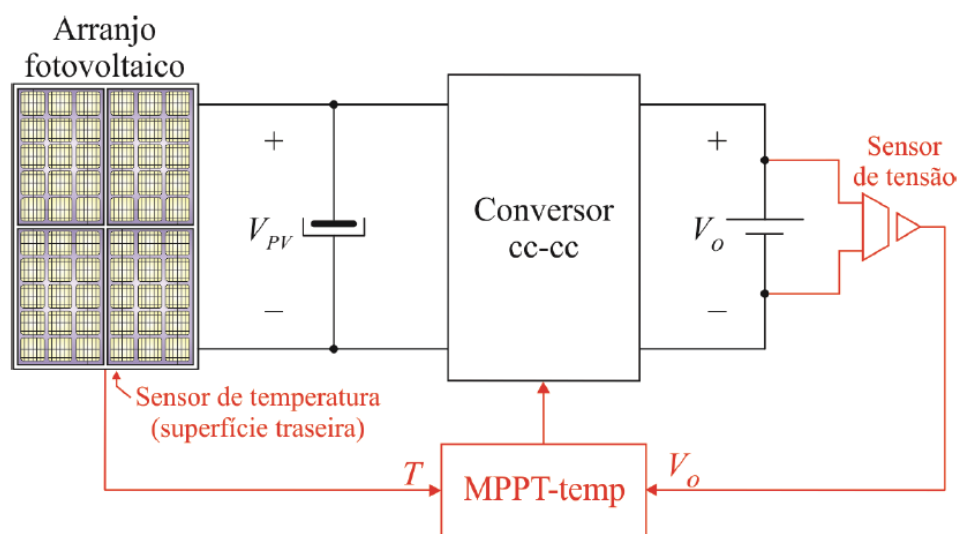 Arranjo
fotovoltaico
+
V_PV
−
Conversor
cc-cc
+
V_o
−
Sensor
de tensão
Sensor de temperatura
(superfície traseira)
T
MPPT-temp
V_o